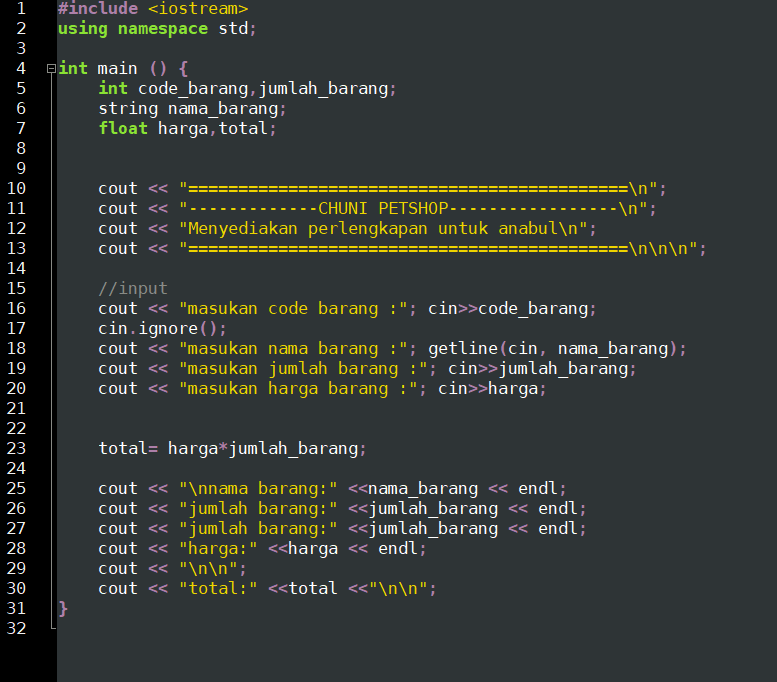 1 #include <iostream>
2 using namespace std;
3
4 int main () {
5     int code_barang,jumlah_barang;
6     string nama_barang;
7     float harga,total;
8
9
10     cout << "============================================\n";
11     cout << "-------------CHUNI PETSHOP-----------------\n";
12     cout << "Menyediakan perlengkapan untuk anabul\n";
13     cout << "============================================\n\n\n";
14
15     //input
16     cout << "masukan code barang :"; cin>>code_barang;
17     cin.ignore();
18     cout << "masukan nama barang :"; getline(cin, nama_barang);
19     cout << "masukan jumlah barang :"; cin>>jumlah_barang;
20     cout << "masukan harga barang :"; cin>>harga;
21
22
23     total= harga*jumlah_barang;
24
25     cout << "\nnama barang:" <<nama_barang << endl;
26     cout << "jumlah barang:" <<jumlah_barang << endl;
27     cout << "jumlah barang:" <<jumlah_barang << endl;
28     cout << "harga:" <<harga << endl;
29     cout << "\n\n";
30     cout << "total:" <<total <<"\n\n";
31 }
32